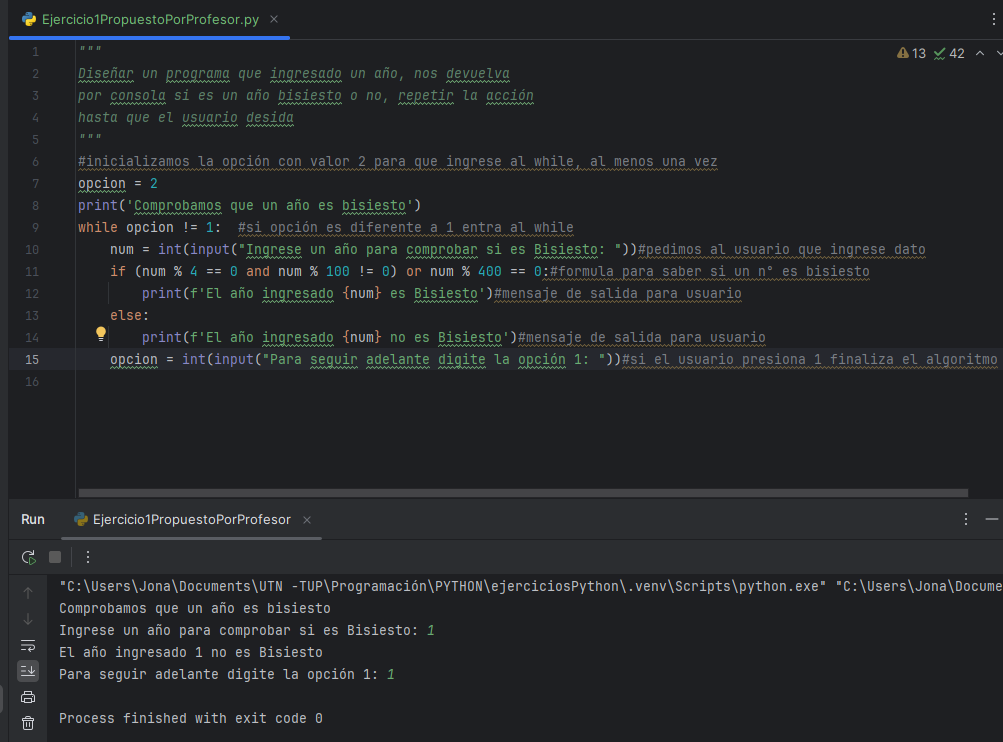 Ejercicio1PropuestoPorProfesor.py
13 42
1 """
2 Diseñar un programa que ingresado un año, nos devuelva
3 por consola si es un año bisiesto o no, repetir la acción
4 hasta que el usuario desida
5 """
6 #inicializamos la opción con valor 2 para que ingrese al while, al menos una vez
7 opcion = 2
8 print('Comprobamos que un año es bisiesto')
9 while opcion != 1:  #si opción es diferente a 1 entra al while
10     num = int(input("Ingrese un año para comprobar si es Bisiesto: "))#pedimos al usuario que ingrese dato
11     if (num % 4 == 0 and num % 100 != 0) or num % 400 == 0:#formula para saber si un n° es bisiesto
12         print(f'El año ingresado {num} es Bisiesto')#mensaje de salida para usuario
13     else:
14         print(f'El año ingresado {num} no es Bisiesto')#mensaje de salida para usuario
15     opcion = int(input("Para seguir adelante digite la opción 1: "))#si el usuario presiona 1 finaliza el algoritmo
16
Run Ejercicio1PropuestoPorProfesor
"C:\Users\Jona\Documents\UTN -TUP\Programación\PYTHON\ejerciciosPython\.venv\Scripts\python.exe" "C:\Users\Jona\Docume
Comprobamos que un año es bisiesto
Ingrese un año para comprobar si es Bisiesto: 1
El año ingresado 1 no es Bisiesto
Para seguir adelante digite la opción 1: 1
Process finished with exit code 0